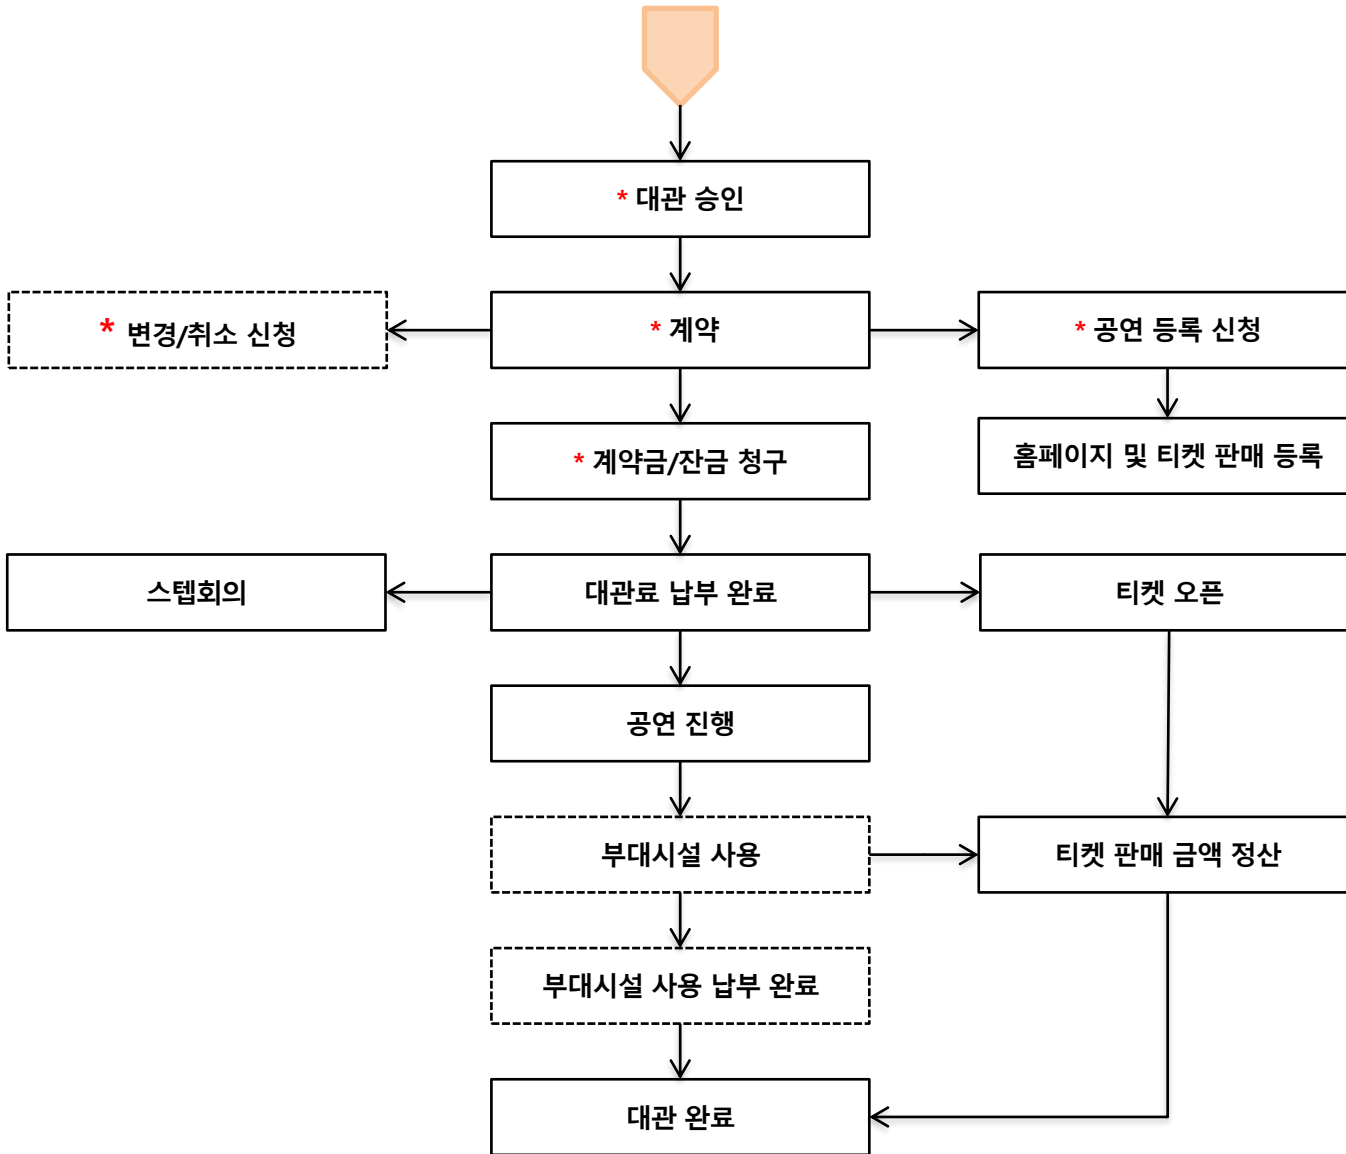 * 대관 승인
* 변경/취소 신청
* 계약
* 공연 등록 신청
* 계약금/잔금 청구
홈페이지 및 티켓 판매 등록
스텝회의
대관료 납부 완료
티켓 오픈
공연 진행
부대시설 사용
티켓 판매 금액 정산
부대시설 사용 납부 완료
대관 완료